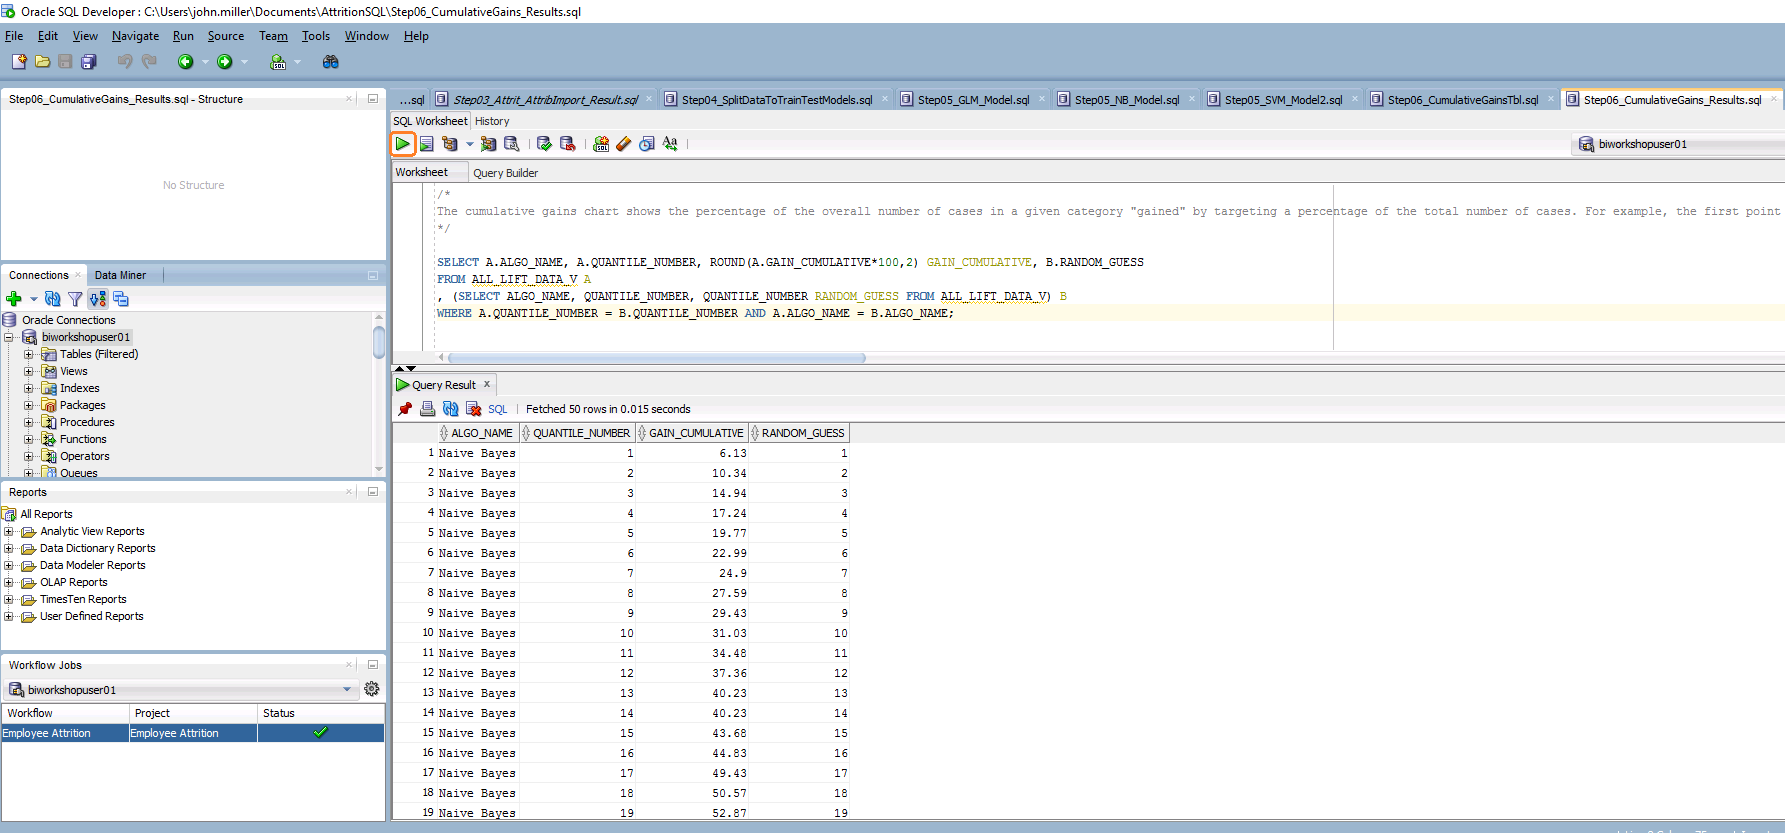 Oracle SQL Developer : C:\Users\john.miller\Documents\AttritionSQL\Step06_CumulativeGains_Results.sql
File Edit View Navigate Run Source Team Tools Window Help
Step06_CumulativeGains_Results.sql - Structure
No Structure
Connections Data Miner
Oracle Connections
biworkshopuser01
Tables (Filtered)
Views
Indexes
Packages
Procedures
Functions
Operators
Queues
Reports
All Reports
Analytic View Reports
Data Dictionary Reports
Data Modeler Reports
OLAP Reports
TimesTen Reports
User Defined Reports
Workflow Jobs
biworkshopuser01
Workflow Project Status
Employee Attrition Employee Attrition
...sql Step03_Attrit_AttribImport_Result.sql Step04_SplitDataToTrainTestModels.sql Step05_GLM_Model.sql Step05_NB_Model.sql Step05_SVM_Model2.sql Step06_CumulativeGainsTbl.sql Step06_CumulativeGains_Results.sql
SQL Worksheet History
SQL Aa biworkshopuser01
Worksheet Query Builder
/*
The cumulative gains chart shows the percentage of the overall number of cases in a given category "gained" by targeting a percentage of the total number of cases. For example, the first point
*/
SELECT A.ALGO_NAME, A.QUANTILE_NUMBER, ROUND(A.GAIN_CUMULATIVE*100,2) GAIN_CUMULATIVE, B.RANDOM_GUESS
FROM ALL_LIFT_DATA_V A
, (SELECT ALGO_NAME, QUANTILE_NUMBER, QUANTILE_NUMBER RANDOM_GUESS FROM ALL_LIFT_DATA_V) B
WHERE A.QUANTILE_NUMBER = B.QUANTILE_NUMBER AND A.ALGO_NAME = B.ALGO_NAME;
Query Result
SQL Fetched 50 rows in 0.015 seconds
ALGO_NAME QUANTILE_NUMBER GAIN_CUMULATIVE RANDOM_GUESS
1 Naive Bayes 1 6.13 1
2 Naive Bayes 2 10.34 2
3 Naive Bayes 3 14.94 3
4 Naive Bayes 4 17.24 4
5 Naive Bayes 5 19.77 5
6 Naive Bayes 6 22.99 6
7 Naive Bayes 7 24.9 7
8 Naive Bayes 8 27.59 8
9 Naive Bayes 9 29.43 9
10 Naive Bayes 10 31.03 10
11 Naive Bayes 11 34.48 11
12 Naive Bayes 12 37.36 12
13 Naive Bayes 13 40.23 13
14 Naive Bayes 14 40.23 14
15 Naive Bayes 15 43.68 15
16 Naive Bayes 16 44.83 16
17 Naive Bayes 17 49.43 17
18 Naive Bayes 18 50.57 18
19 Naive Bayes 19 52.87 19